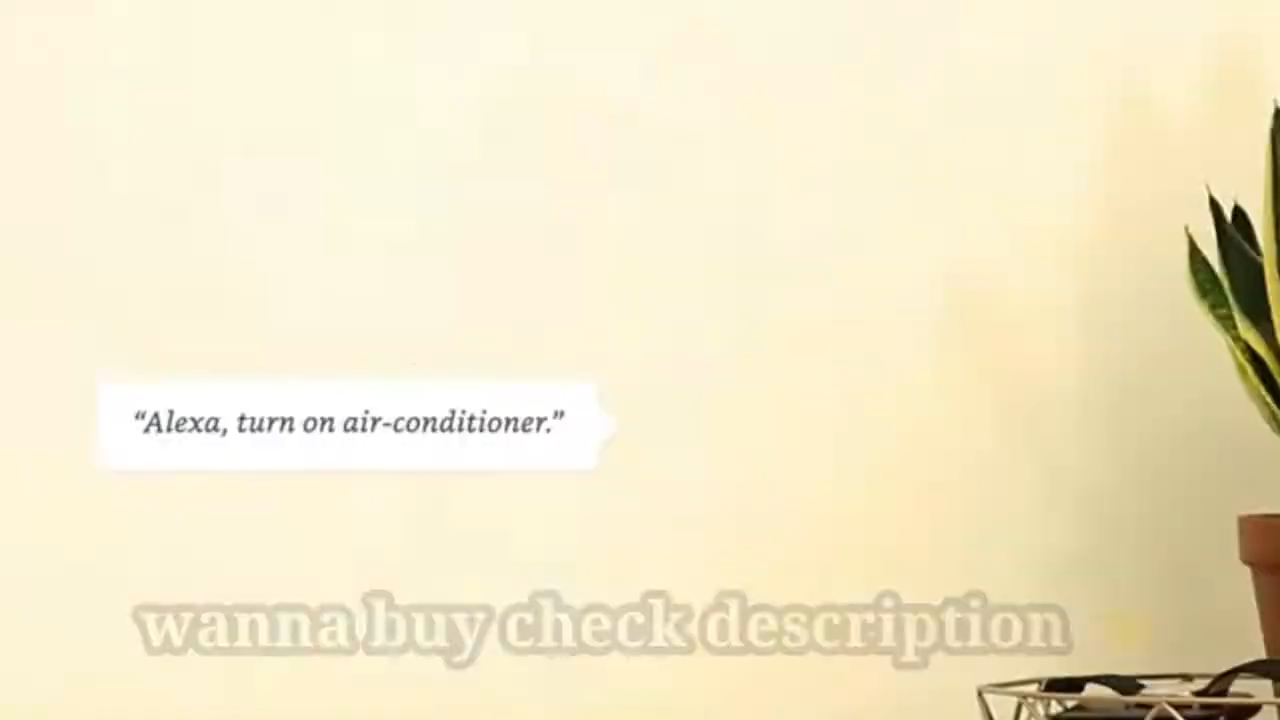 “Alexa, turn on air-conditioner.”
wanna buy check description